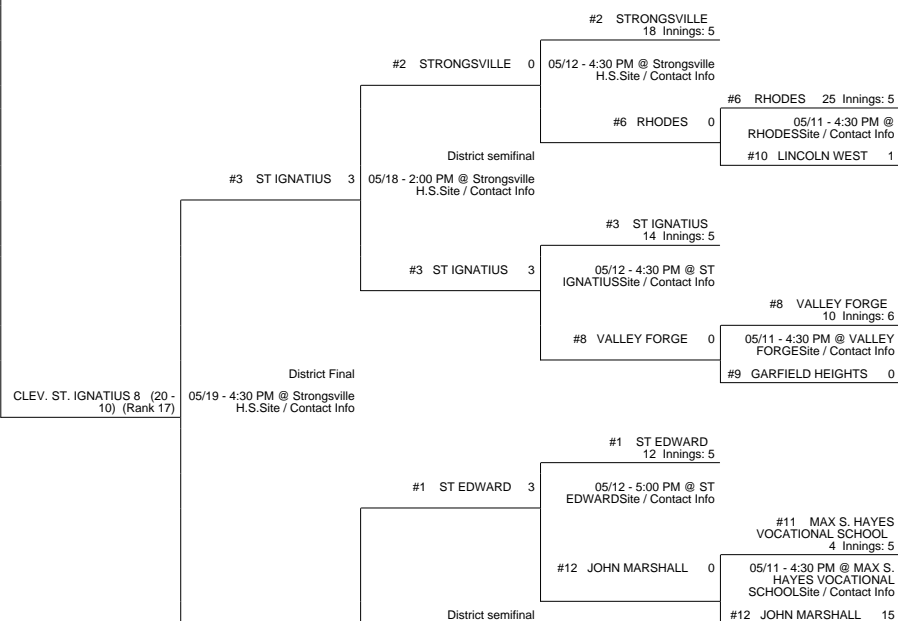 #2 STRONGSVILLE
18 Innings: 5
#2 STRONGSVILLE 0
05/12 - 4:30 PM @ Strongsville
H.S.Site / Contact Info
#6 RHODES 25 Innings: 5
#6 RHODES 0
05/11 - 4:30 PM @
RHODESSite / Contact Info
#10 LINCOLN WEST 1
District semifinal
#3 ST IGNATIUS 3
05/18 - 2:00 PM @ Strongsville
H.S.Site / Contact Info
#3 ST IGNATIUS
14 Innings: 5
#3 ST IGNATIUS 3
05/12 - 4:30 PM @ ST
IGNATIUSSite / Contact Info
#8 VALLEY FORGE
10 Innings: 6
#8 VALLEY FORGE 0
05/11 - 4:30 PM @ VALLEY
FORGESite / Contact Info
#9 GARFIELD HEIGHTS 0
District Final
CLEV. ST. IGNATIUS 8 (20 -
10) (Rank 17)
05/19 - 4:30 PM @ Strongsville
H.S.Site / Contact Info
#1 ST EDWARD
12 Innings: 5
#1 ST EDWARD 3
05/12 - 5:00 PM @ ST
EDWARDSite / Contact Info
#11 MAX S. HAYES
VOCATIONAL SCHOOL
4 Innings: 5
#12 JOHN MARSHALL 0
05/11 - 4:30 PM @ MAX S.
HAYES VOCATIONAL
SCHOOLSite / Contact Info
#12 JOHN MARSHALL 15
District semifinal